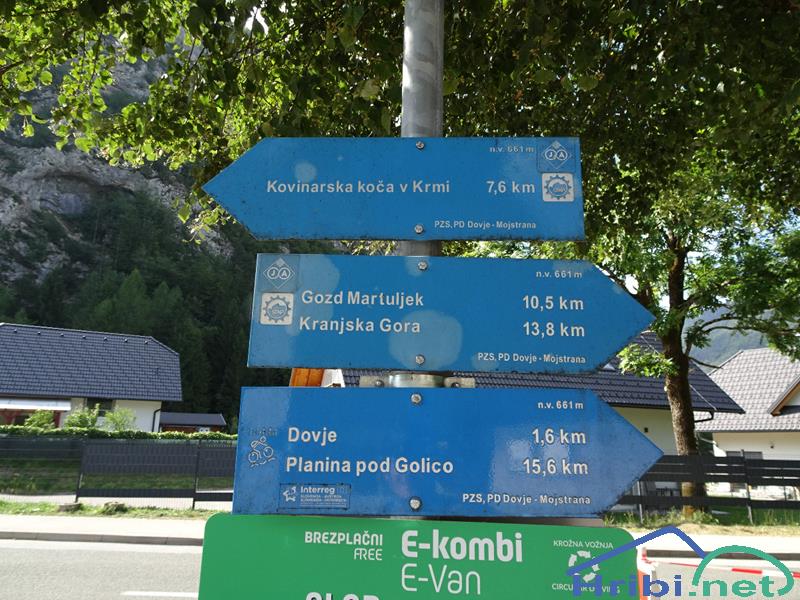 n.v. 661 m
JA
Kovinarska koča v Krmi 7,6 km
PZS, PD Dovje - Mojstrana
JA
n.v. 661 m
Gozd Martuljek 10,5 km
Kranjska Gora 13,8 km
PZS, PD Dovje - Mojstrana
n.v. 661 m
Dovje 1,6 km
Planina pod Golico 15,6 km
Interreg
PZS, PD Dovje - Mojstrana
BREZPLAČNI
FREE
E-kombi
E-Van
KROŽNA VOŽNJA
Hribi.net